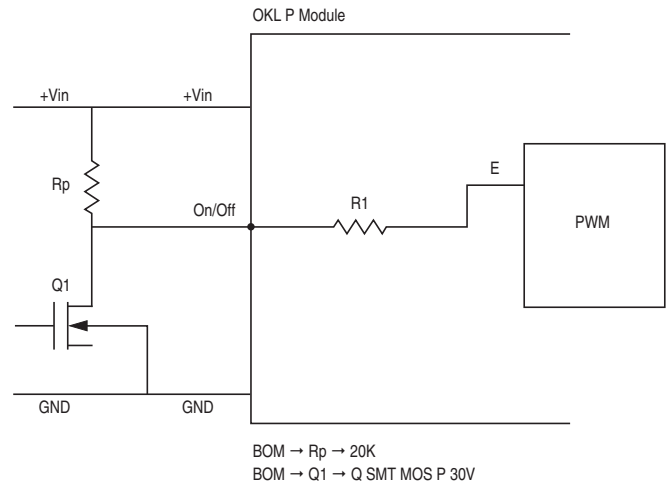 OKL P Module
+Vin +Vin
Rp
On/Off
R1
E
PWM
Q1
GND GND
BOM → Rp → 20K
BOM → Q1 → Q SMT MOS P 30V